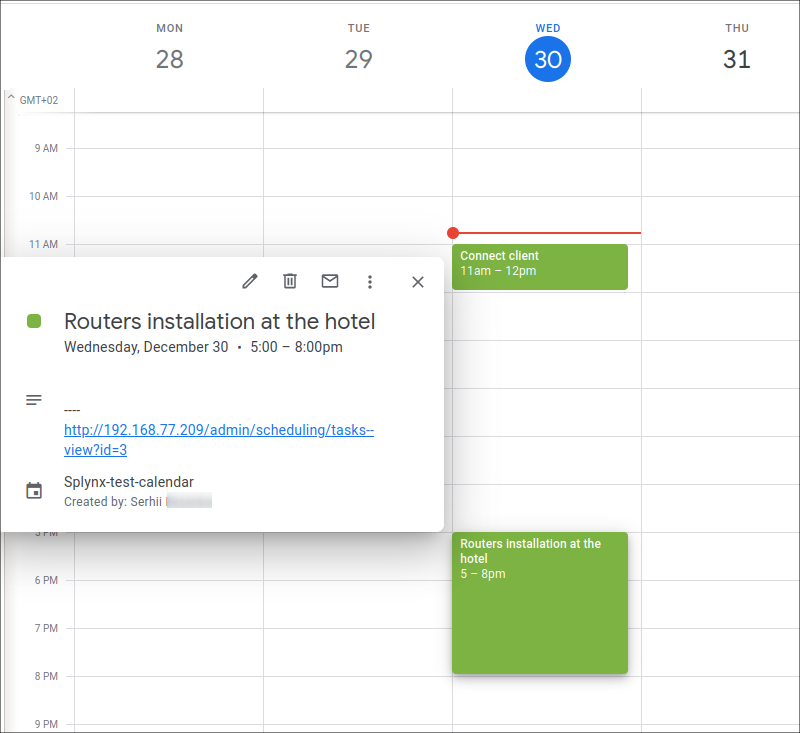 MON
TUE
WED
THU
28
29
30
31
GMT+02
9 AM
10 AM
11 AM
Connect client
11am – 12pm
Routers installation at the hotel
Wednesday, December 30 • 5:00 – 8:00pm
----
http://192.168.77.209/admin/scheduling/tasks--
view?id=3
Splynx-test-calendar
Created by: Serhii
5 PM
Routers installation at the
hotel
5 – 8pm
6 PM
7 PM
8 PM
9 PM